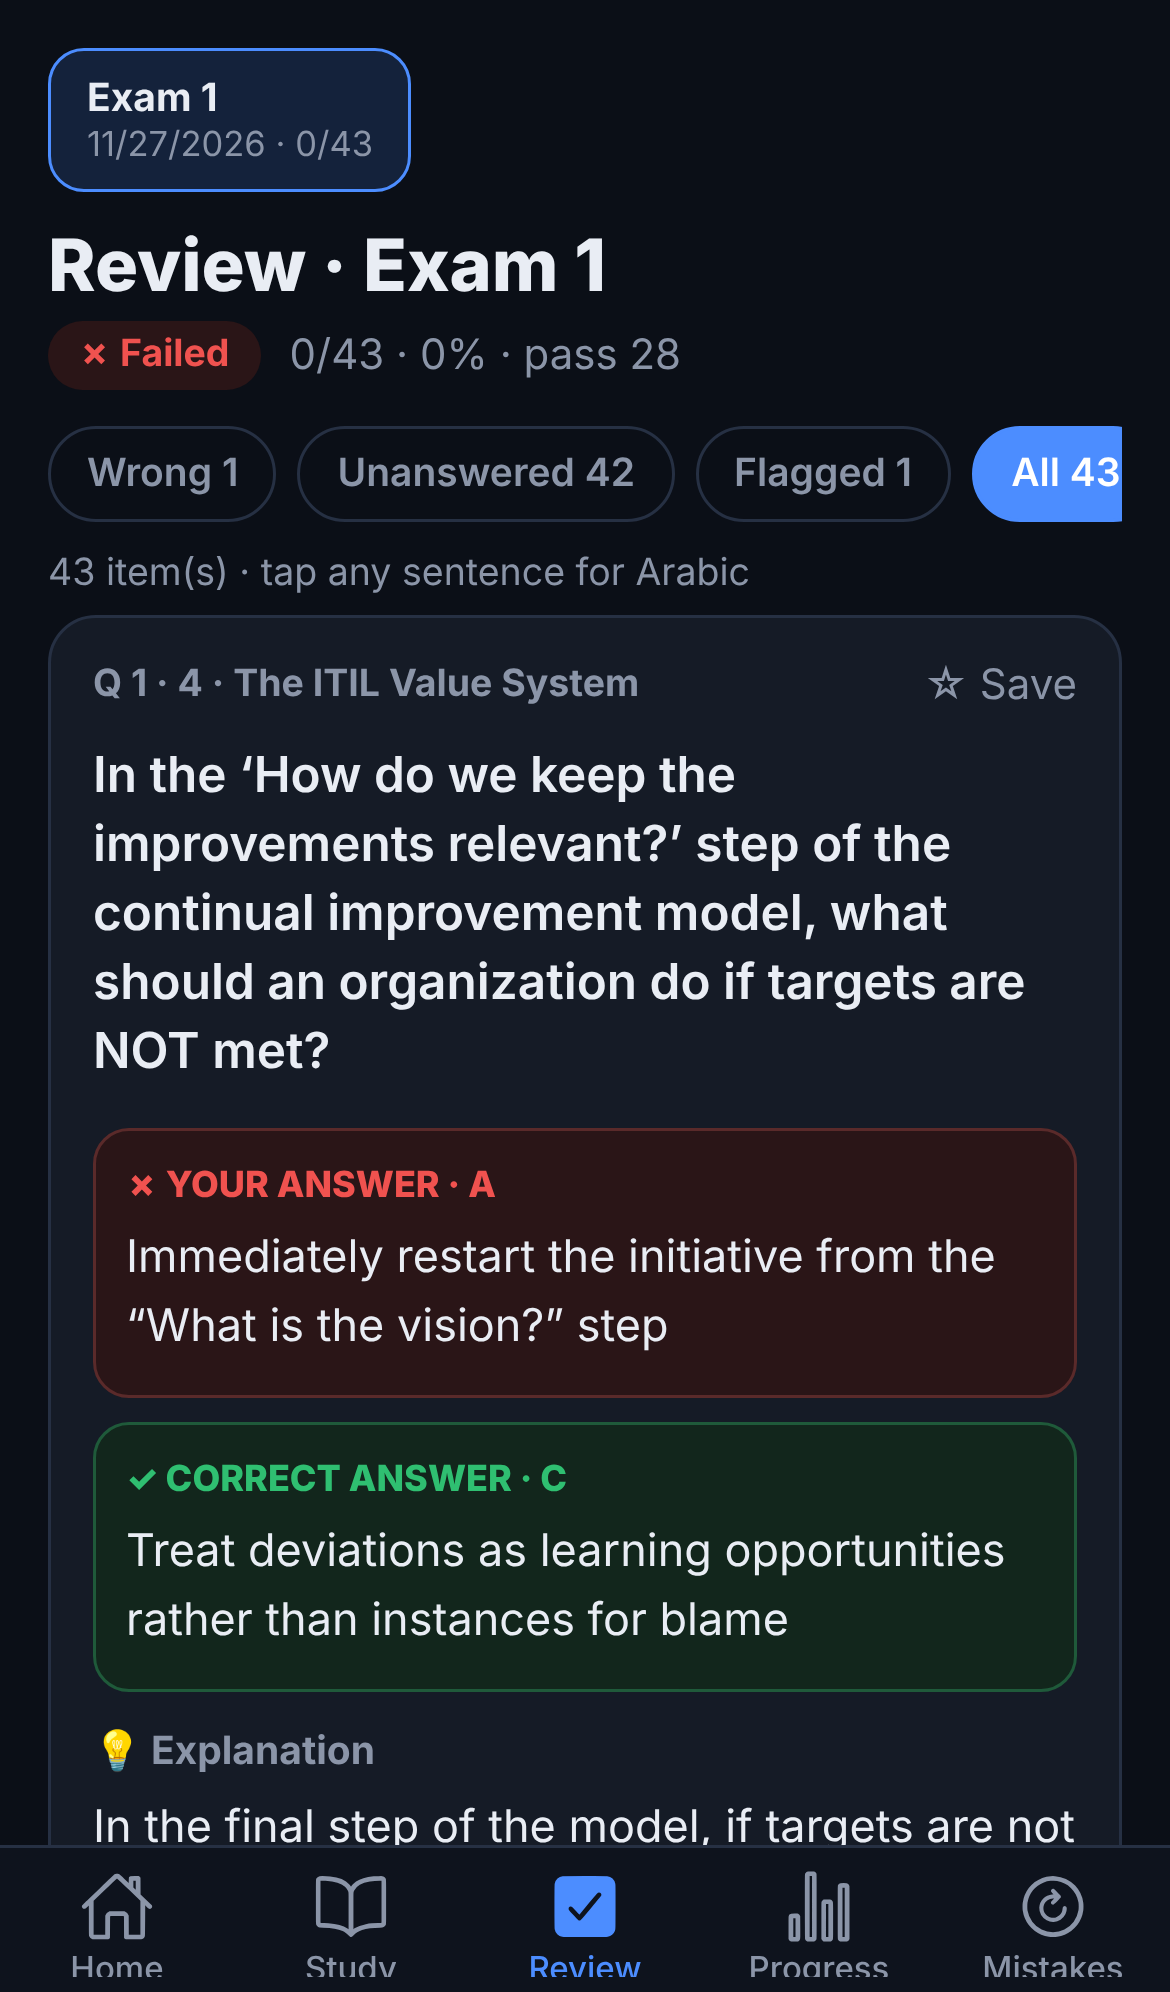 Exam 1
11/27/2026 · 0/43
Review · Exam 1
× Failed 0/43 · 0% · pass 28
Wrong 1 Unanswered 42 Flagged 1 All 43
43 item(s) · tap any sentence for Arabic
Q 1 · 4 · The ITIL Value System ☆ Save
In the ‘How do we keep the
improvements relevant?’ step of the
continual improvement model, what
should an organization do if targets are
NOT met?
× YOUR ANSWER · A
Immediately restart the initiative from the
“What is the vision?” step
✓ CORRECT ANSWER · C
Treat deviations as learning opportunities
rather than instances for blame
💡 Explanation
In the final step of the model, if targets are not
Home Study Review Progress Mistakes